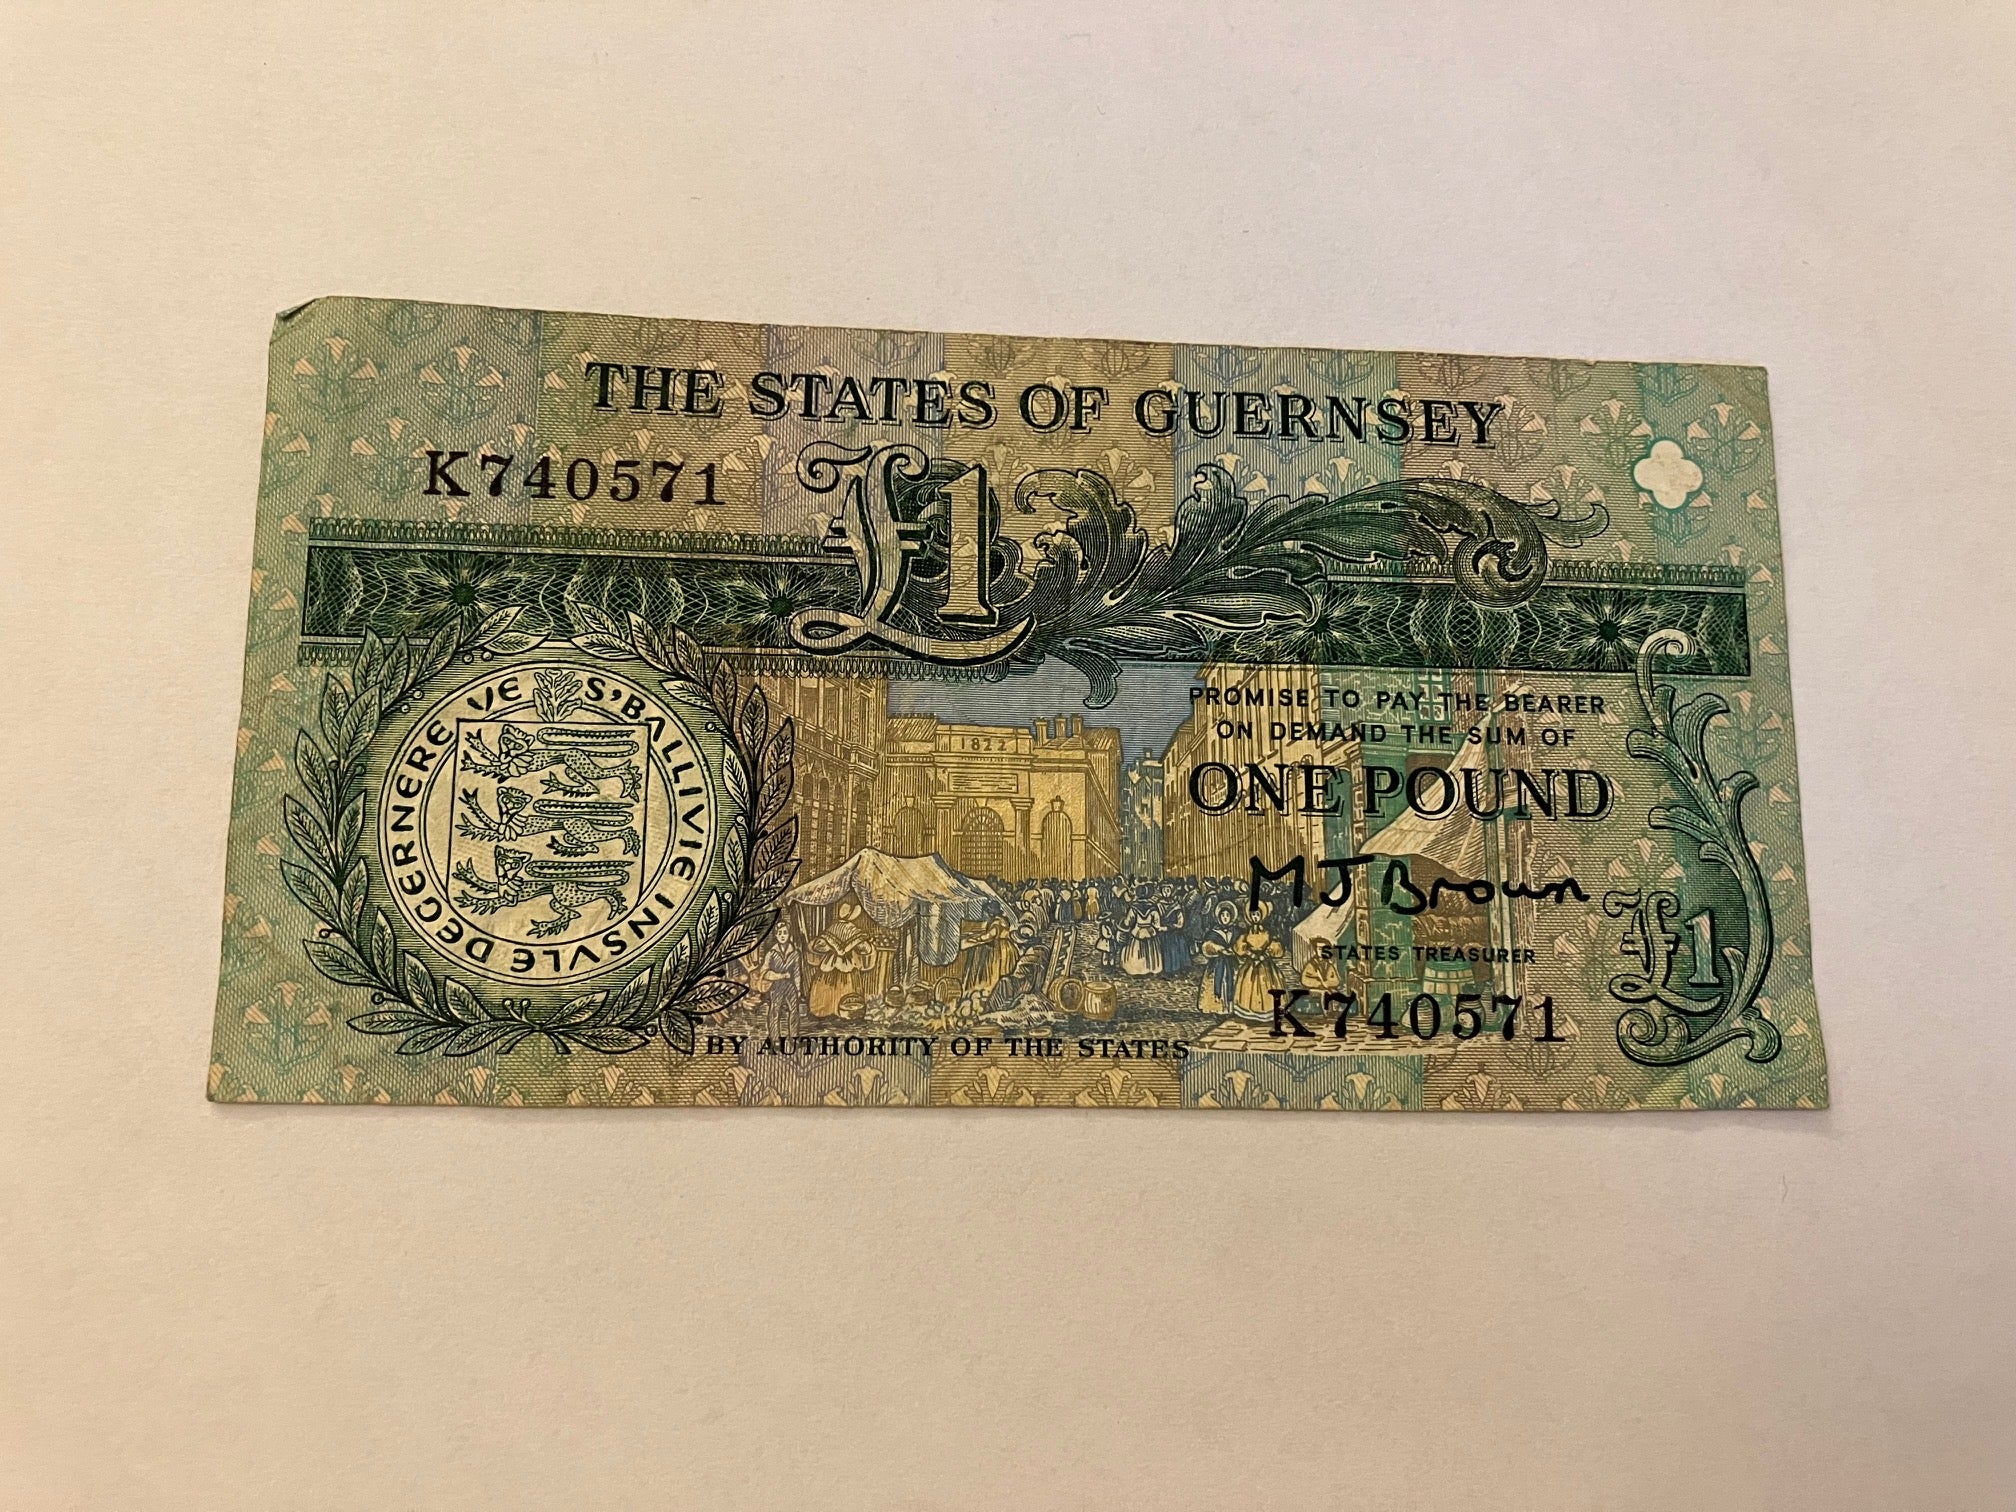 THE STATES OF GUERNSEY
K740571
£1
S'BALLIVIE INSVLE DEGERNERE IVE
1822
PROMISE TO PAY THE BEARER
ON DEMAND THE SUM OF
ONE POUND
M J Brown
STATES TREASURER
£1
K740571
BY AUTHORITY OF THE STATES